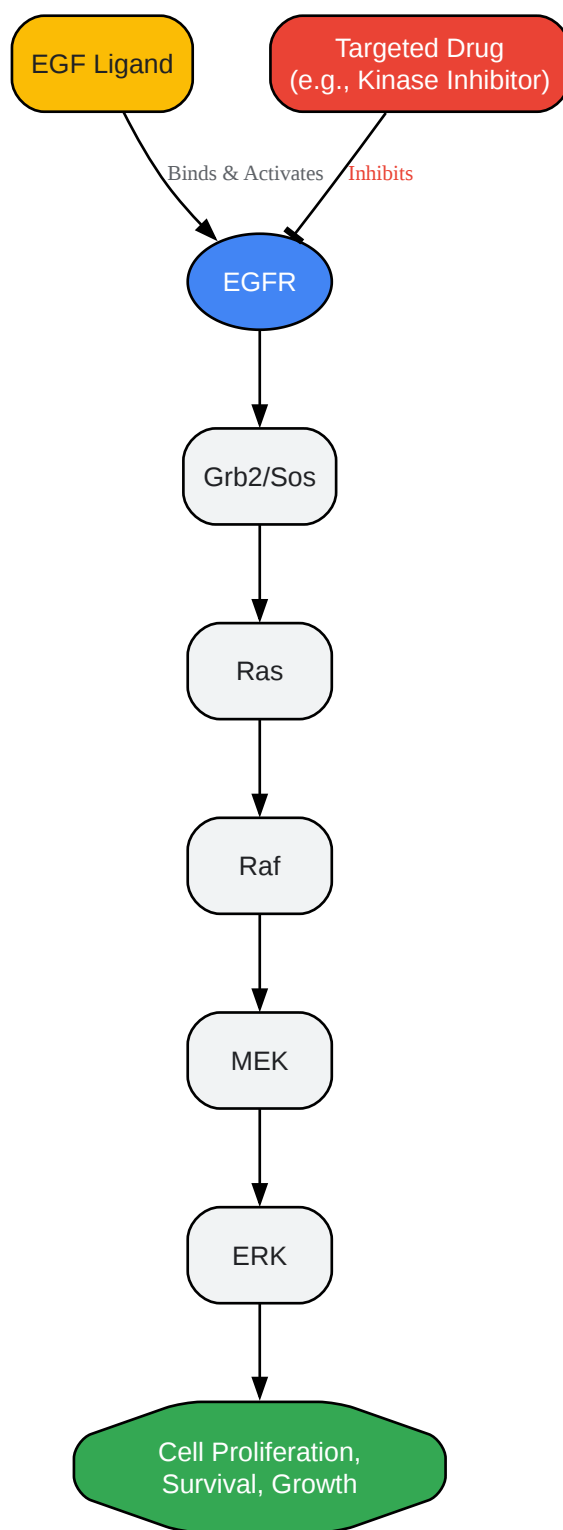 EGF Ligand
Targeted Drug
(e.g., Kinase Inhibitor)
Binds & Activates
Inhibits
EGFR
Grb2/Sos
Ras
Raf
MEK
ERK
Cell Proliferation,
Survival, Growth